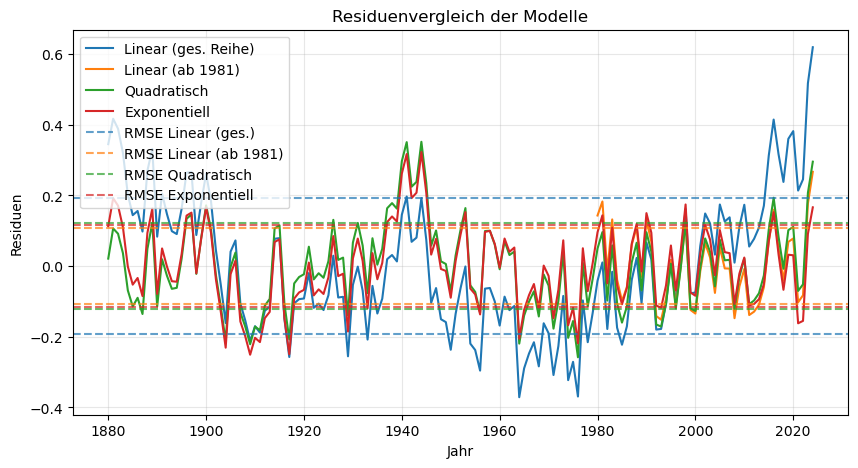 Residuenvergleich der Modelle
Linear (ges. Reihe)
Linear (ab 1981)
Quadratisch
Exponentiell
RMSE Linear (ges.)
RMSE Linear (ab 1981)
RMSE Quadratisch
RMSE Exponentiell
Residuen
0.6
0.4
0.2
0.0
−0.2
−0.4
1880 1900 1920 1940 1960 1980 2000 2020
Jahr